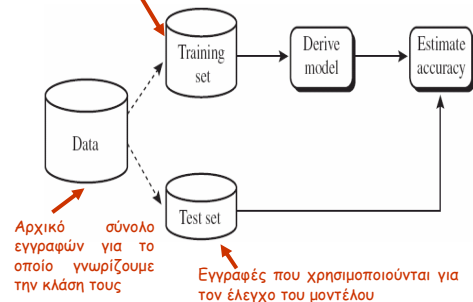 Training
set
Derive
model
Estimate
accuracy
Data
Test set
Αρχικό σύνολο
εγγραφών για το
οποίο γνωρίζουμε
την κλάση τους
Εγγραφές που χρησιμοποιούνται για
τον έλεγχο του μοντέλου